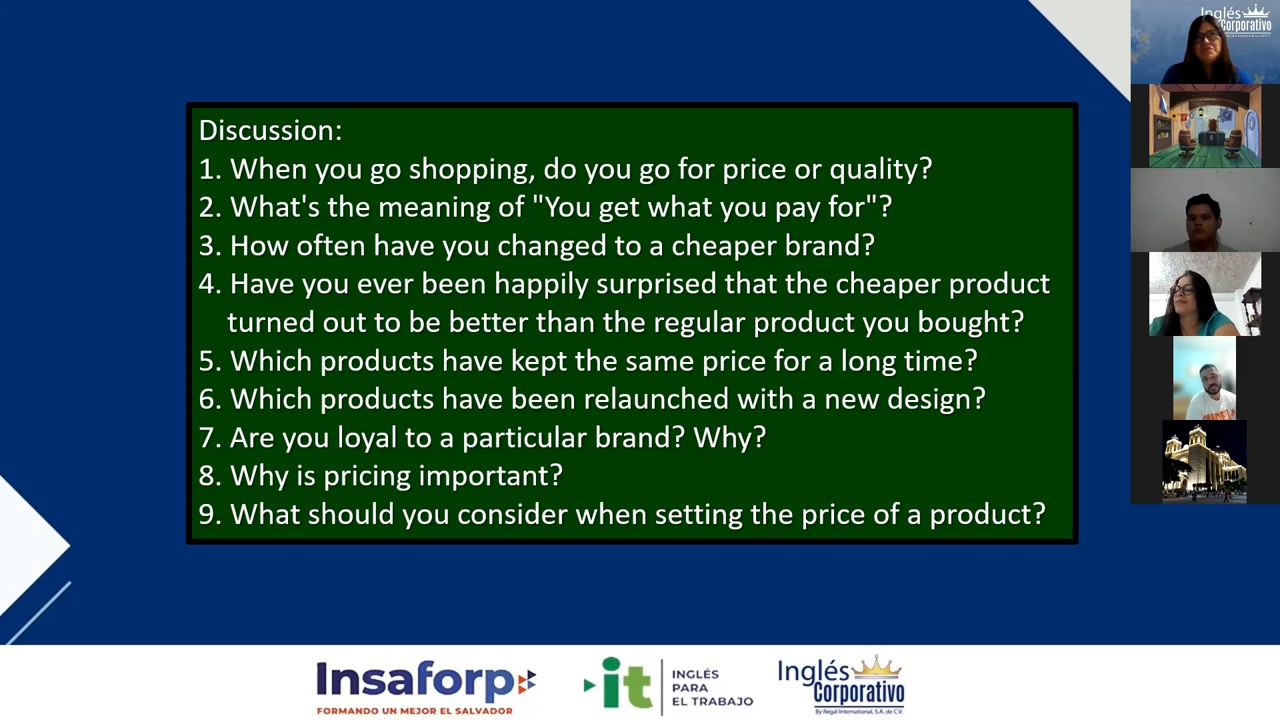 Inglés
Corporativo
Discussion:
1. When you go shopping, do you go for price or quality?
2. What's the meaning of "You get what you pay for"?
3. How often have you changed to a cheaper brand?
4. Have you ever been happily surprised that the cheaper product
turned out to be better than the regular product you bought?
5. Which products have kept the same price for a long time?
6. Which products have been relaunched with a new design?
7. Are you loyal to a particular brand? Why?
8. Why is pricing important?
9. What should you consider when setting the price of a product?
Insaforp
FORMANDO UN MEJOR EL SALVADOR
it
INGLÉS
PARA
EL TRABAJO
Inglés
Corporativo
By Regal International, S.A. de C.V.